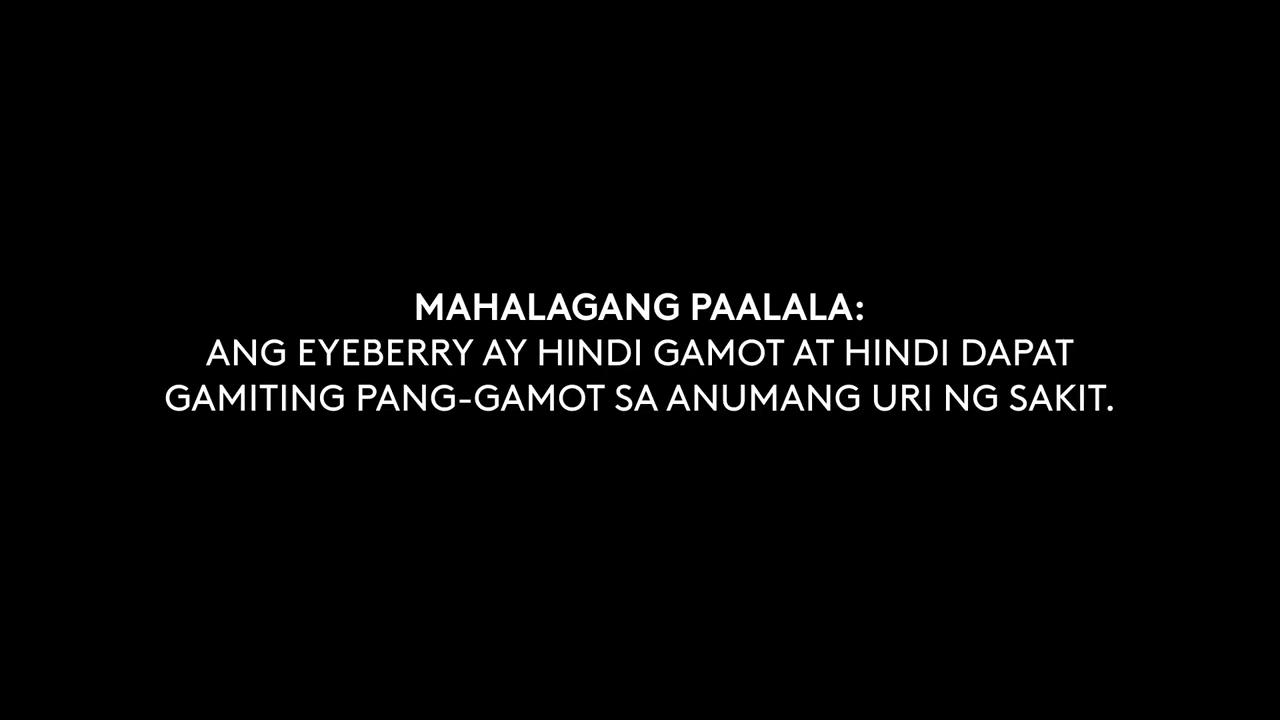 MAHALAGANG PAALALA:
ANG EYEBERRY AY HINDI GAMOT AT HINDI DAPAT
GAMITING PANG-GAMOT SA ANUMANG URI NG SAKIT.